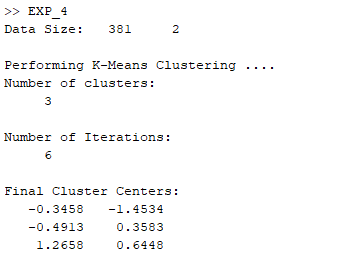 >> EXP_4
Data Size:   381     2
Performing K-Means Clustering ....
Number of clusters:
     3
Number of Iterations:
     6
Final Cluster Centers:
   -0.3458   -1.4534
   -0.4913    0.3583
    1.2658    0.6448